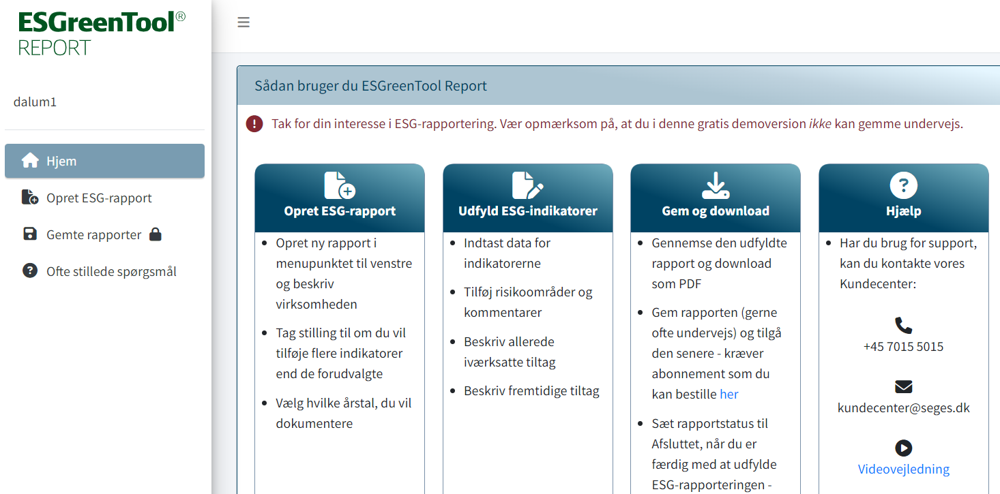 ESGreenTool®
REPORT
dalum1
Hjem
Opret ESG-rapport
Gemte rapporter
Ofte stillede spørgsmål
Sådan bruger du ESGreenTool Report
Tak for din interesse i ESG-rapportering. Vær opmærksom på, at du i denne gratis demoversion ikke kan gemme undervejs.
Opret ESG-rapport
• Opret ny rapport i
menupunktet til venstre
og beskriv
virksomheden
• Tag stilling til om du vil
tilføje flere indikatorer
end de forudvalgte
• Vælg hvilke årstal, du vil
dokumentere
Udfyld ESG-indikatorer
• Indtast data for
indikatorerne
• Tilføj risikoområder og
kommentarer
• Beskriv allerede
iværksatte tiltag
• Beskriv fremtidige tiltag
Gem og download
• Gennemse den udfyldte
rapport og download
som PDF
• Gem rapporten (gerne
ofte undervejs) og tilgå
den senere - kræver
abonnement som du
kan bestille her
• Sæt rapportstatus til
Afsluttet, når du er
færdig med at udfylde
ESG-rapporteringen -
Hjælp
• Har du brug for support,
kan du kontakte vores
Kundecenter:
+45 7015 5015
kundecenter@seges.dk
Videovejledning